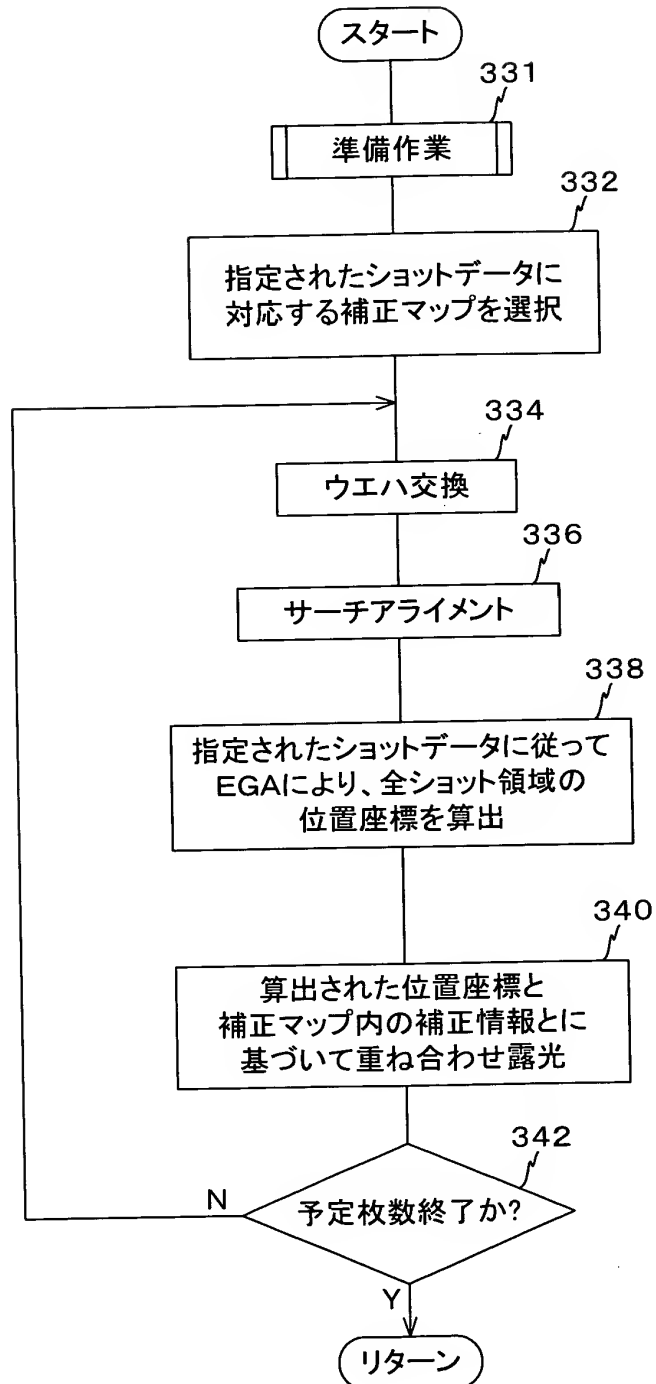 スタート
331
準備作業
332
指定されたショットデータに
対応する補正マップを選択
334
ウエハ交換
336
サーチアライメント
338
指定されたショットデータに従って
EGAにより、全ショット領域の
位置座標を算出
340
算出された位置座標と
補正マップ内の補正情報とに
基づいて重ね合わせ露光
342
N
予定枚数終了か?
Y
リターン